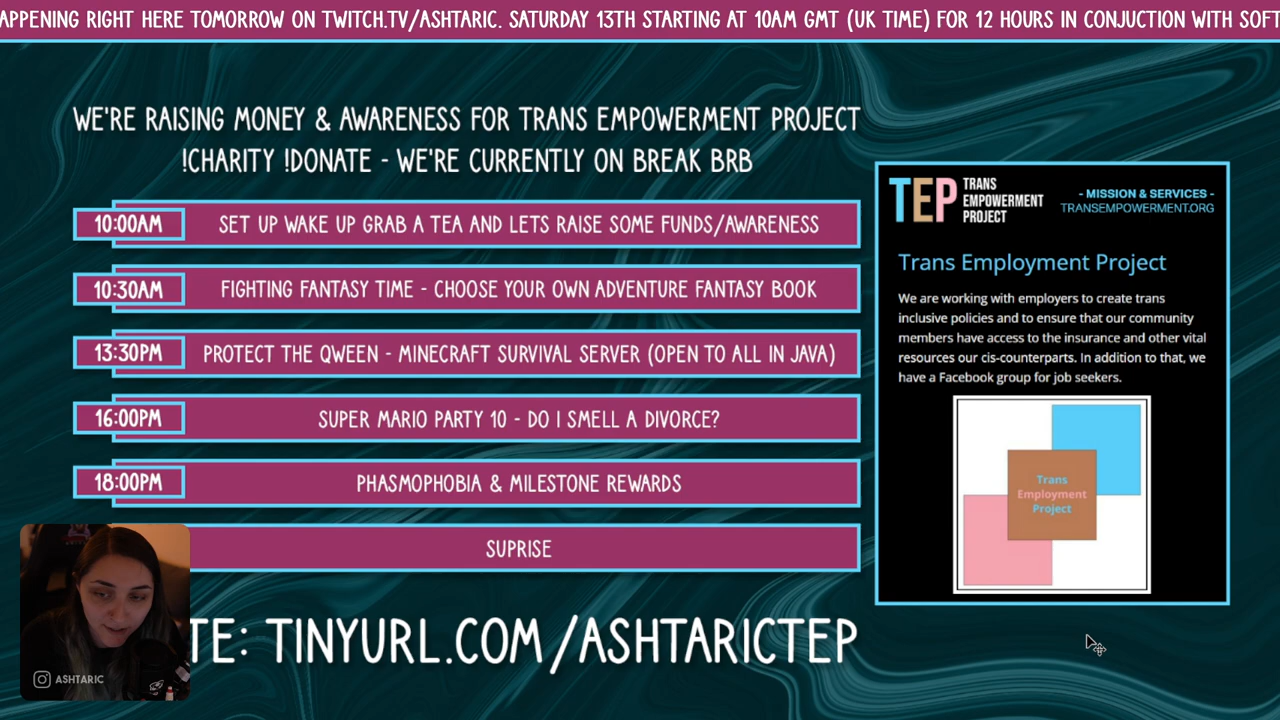 APPENING RIGHT HERE TOMORROW ON TWITCH.TV/ASHTARIC. SATURDAY 13TH STARTING AT 10AM GMT (UK TIME) FOR 12 HOURS IN CONJUCTION WITH SOFT
WE'RE RAISING MONEY & AWARENESS FOR TRANS EMPOWERMENT PROJECT
!CHARITY !DONATE - WE'RE CURRENTLY ON BREAK BRB
10:00AM SET UP WAKE UP GRAB A TEA AND LETS RAISE SOME FUNDS/AWARENESS
10:30AM FIGHTING FANTASY TIME - CHOOSE YOUR OWN ADVENTURE FANTASY BOOK
13:30PM PROTECT THE QWEEN - MINECRAFT SURVIVAL SERVER (OPEN TO ALL IN JAVA)
16:00PM SUPER MARIO PARTY 10 - DO I SMELL A DIVORCE?
18:00PM PHASMOPHOBIA & MILESTONE REWARDS
SUPRISE
TE: TINYURL.COM/ASHTARICTEP
ASHTARIC
TEP
TRANS
EMPOWERMENT
PROJECT
- MISSION & SERVICES -
TRANSEMPOWERMENT.ORG
Trans Employment Project
We are working with employers to create trans
inclusive policies and to ensure that our community
members have access to the insurance and other vital
resources our cis-counterparts. In addition to that, we
have a Facebook group for job seekers.
Trans
Employment
Project